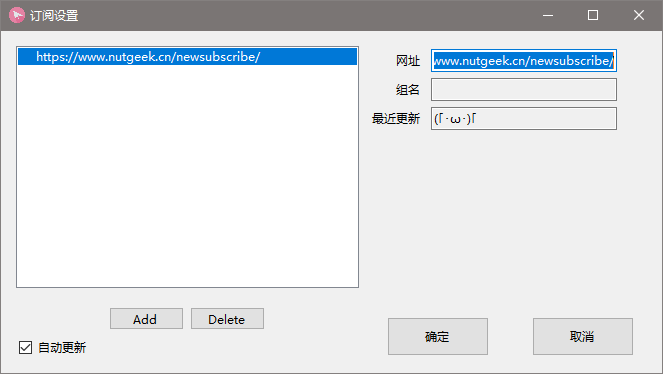 订阅设置
https://www.nutgeek.cn/newsubscribe/
网址
www.nutgeek.cn/newsubscribe/
组名
最近更新
(｢･ω･)｢
Add
Delete
自动更新
确定
取消